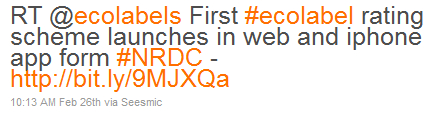 RT @ecolabels First #ecolabel rating
scheme launches in web and iphone
app form #NRDC -
http://bit.ly/9MJXQa
10:13 AM Feb 26th via Seesmic